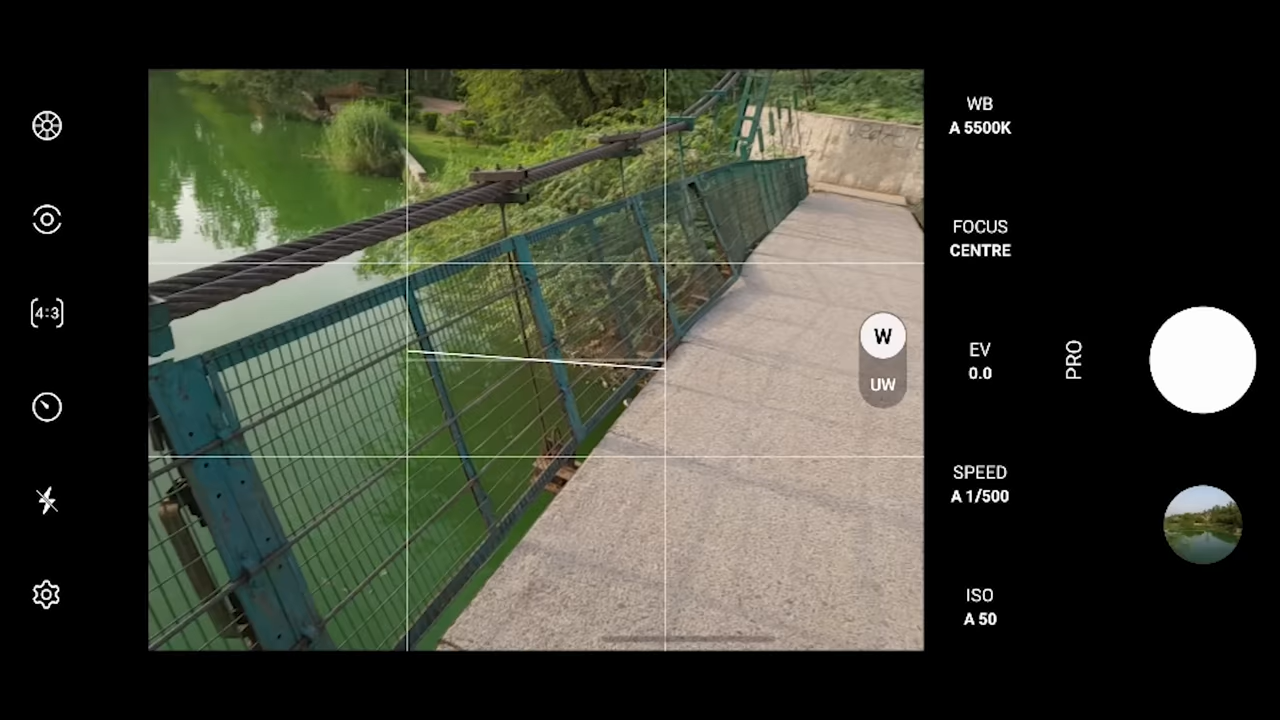 4:3
W
UW
WB
A 5500K
FOCUS
CENTRE
EV
0.0
SPEED
A 1/500
ISO
A 50
PRO